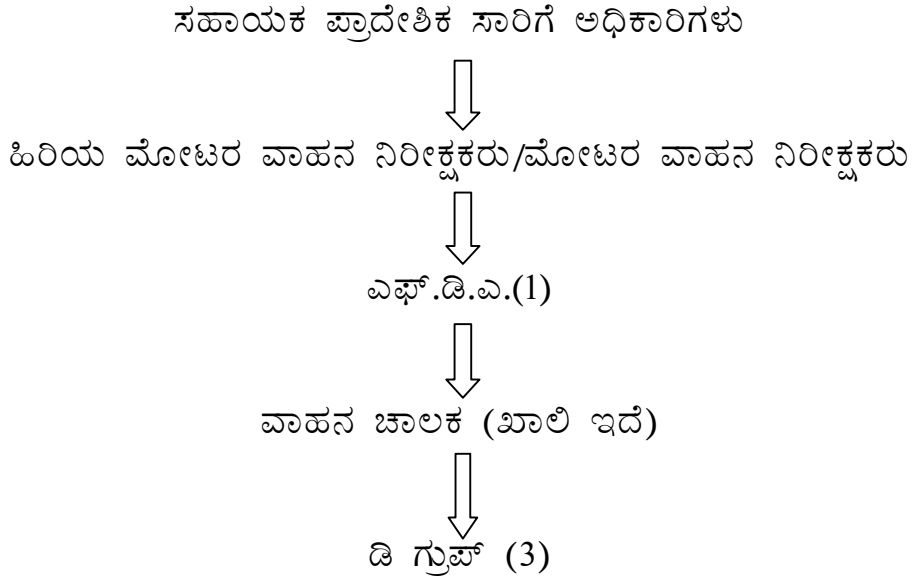 ಸಹಾಯಕ ಪ್ರಾದೇಶಿಕ ಸಾರಿಗೆ ಅಧಿಕಾರಿಗಳು
ಹಿರಿಯ ಮೋಟರ ವಾಹನ ನಿರೀಕ್ಷಕರು/ಮೋಟರ ವಾಹನ ನಿರೀಕ್ಷಕರು
ಎಫ್.ಡಿ.ಎ.(1)
ವಾಹನ ಚಾಲಕ (ಖಾಲಿ ಇದೆ)
ಡಿ ಗ್ರುಪ್ (3)